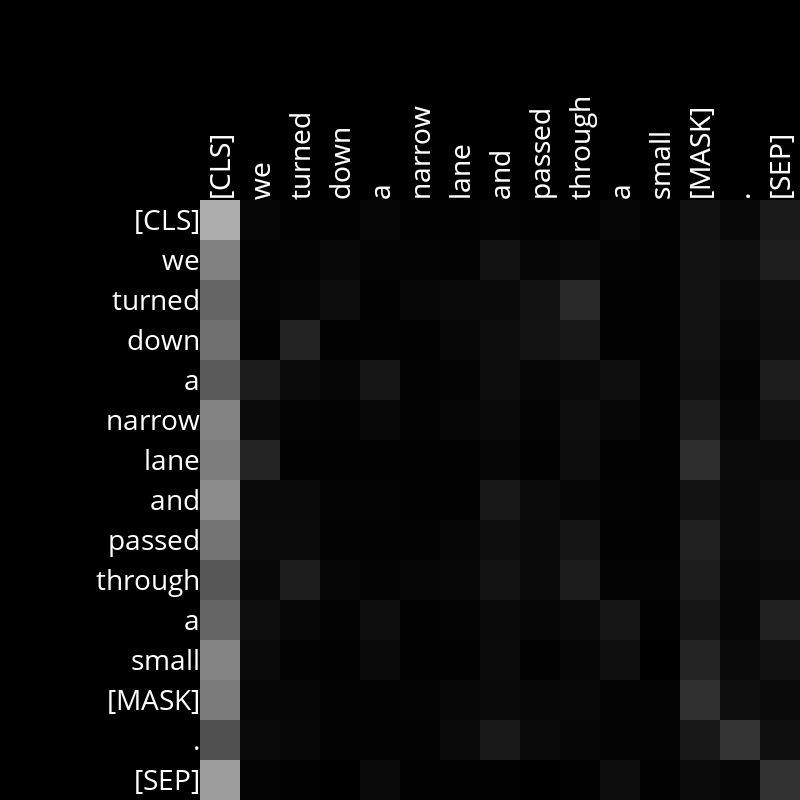 [CLS] we turned down a narrow lane and passed through a small [MASK] . [SEP]
[CLS]
we
turned
down
a
narrow
lane
and
passed
through
a
small
[MASK]
.
[SEP]